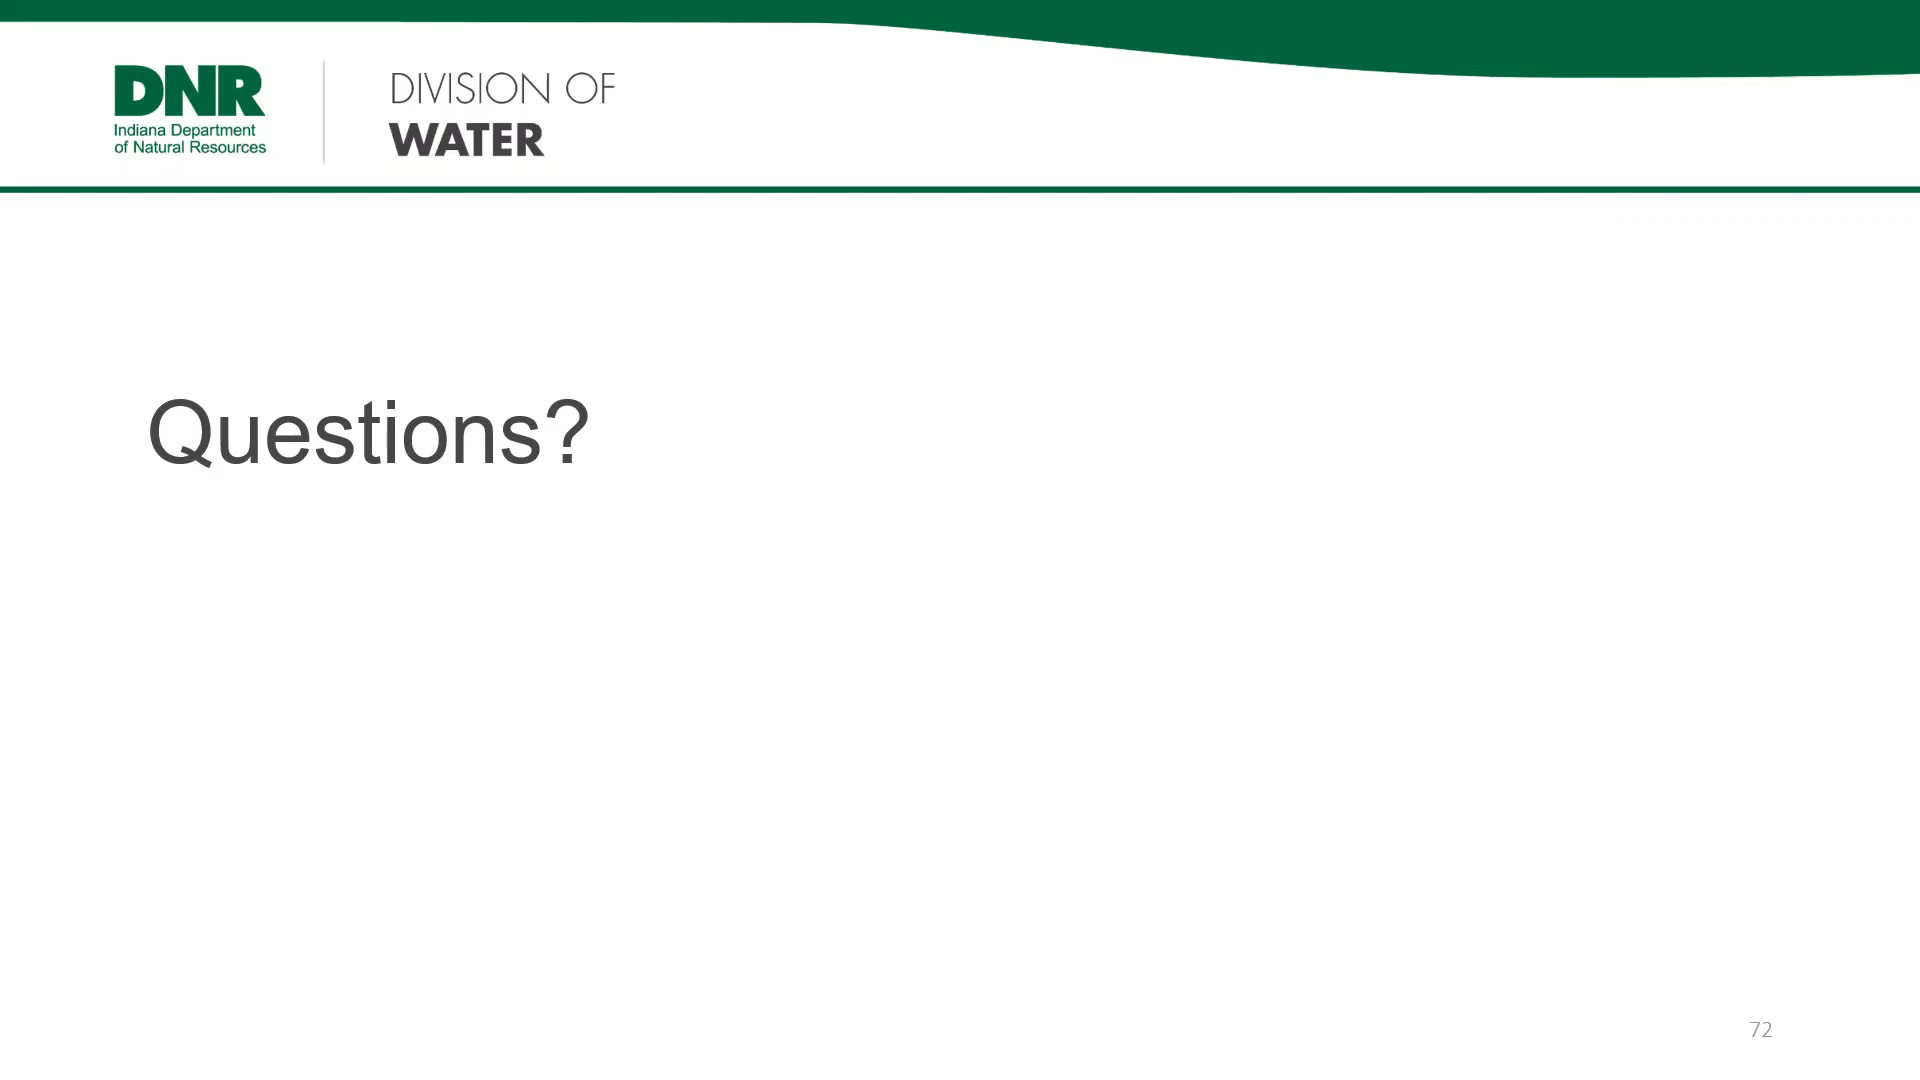 DNR
Indiana Department
of Natural Resources
DIVISION OF
WATER
Questions?
72